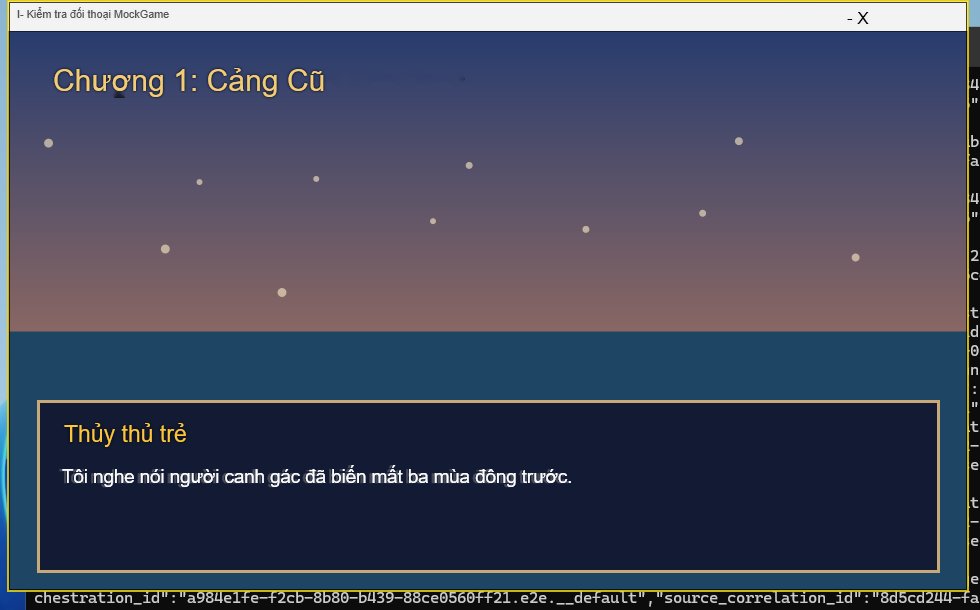 I- Kiểm tra đối thoại MockGame
- X
Chương 1: Cảng Cũ
Thủy thủ trẻ
Tôi nghe nói người canh gác đã biến mất ba mùa đông trước.
chestration_id":"a984e1fe-f2cb-8b80-b439-88ce0560ff21.e2e.__default","source_correlation_id":"8d5cd244-fa